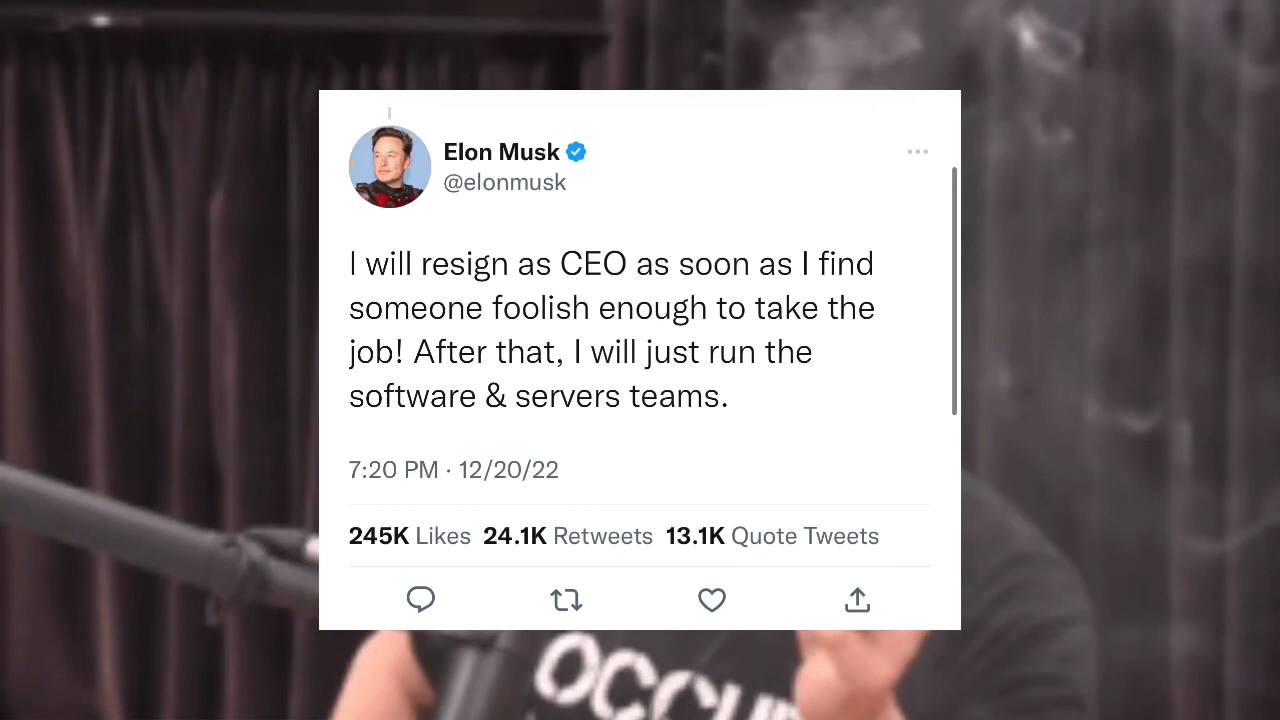 Elon Musk
@elonmusk
I will resign as CEO as soon as I find
someone foolish enough to take the
job! After that, I will just run the
software & servers teams.
7:20 PM · 12/20/22
245K Likes 24.1K Retweets 13.1K Quote Tweets